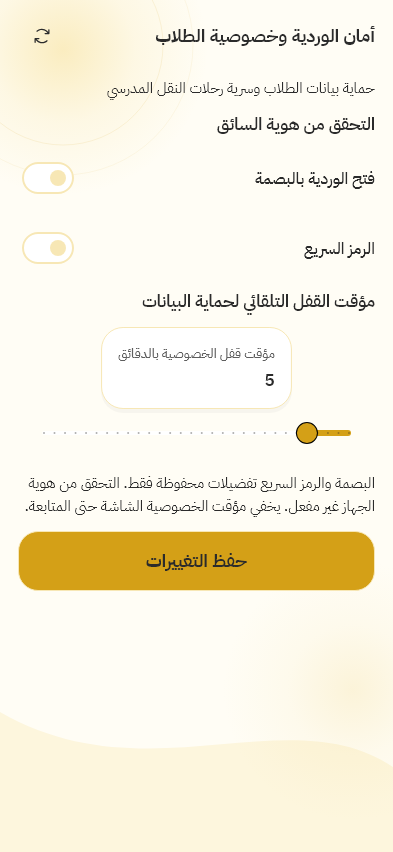 أمان الوردية وخصوصية الطلاب
حماية بيانات الطلاب وسرية رحلات النقل المدرسي
التحقق من هوية السائق
فتح الوردية بالبصمة
الرمز السريع
مؤقت القفل التلقائي لحماية البيانات
مؤقت قفل الخصوصية بالدقائق
5
البصمة والرمز السريع تفضيلات محفوظة فقط. التحقق من هوية
الجهاز غير مفعل. يخفي مؤقت الخصوصية الشاشة حتى المتابعة.
حفظ التغييرات